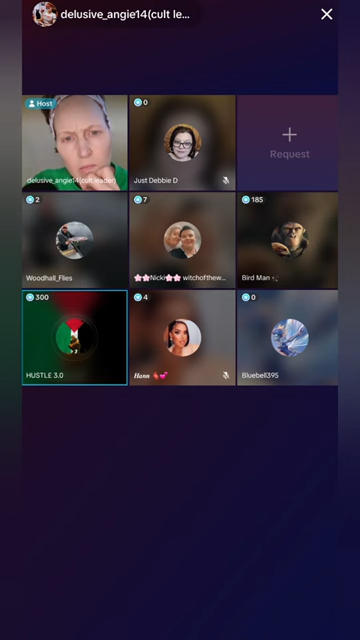 delusive_angie14(cult le...
Host
delusive_angie14(cult leader)
0
Just Debbie D
Request
2
Woodhall_Flies
7
🌸🌸Nicki🌸🌸 witchofthew...
185
Bird Man
300
HUSTLE 3.0
4
Hann
0
Bluebell395